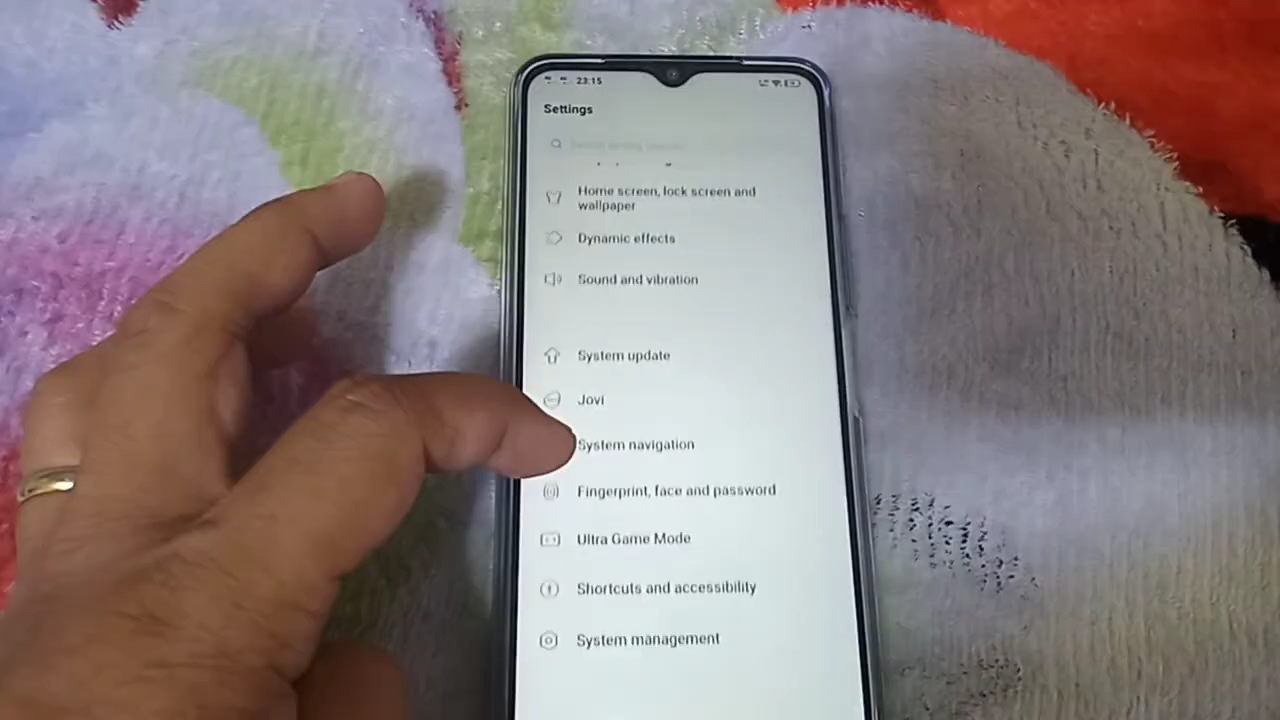 23:15
Settings
Home screen, lock screen and
wallpaper
Dynamic effects
Sound and vibration
System update
Jovi
System navigation
Fingerprint, face and password
Ultra Game Mode
Shortcuts and accessibility
System management